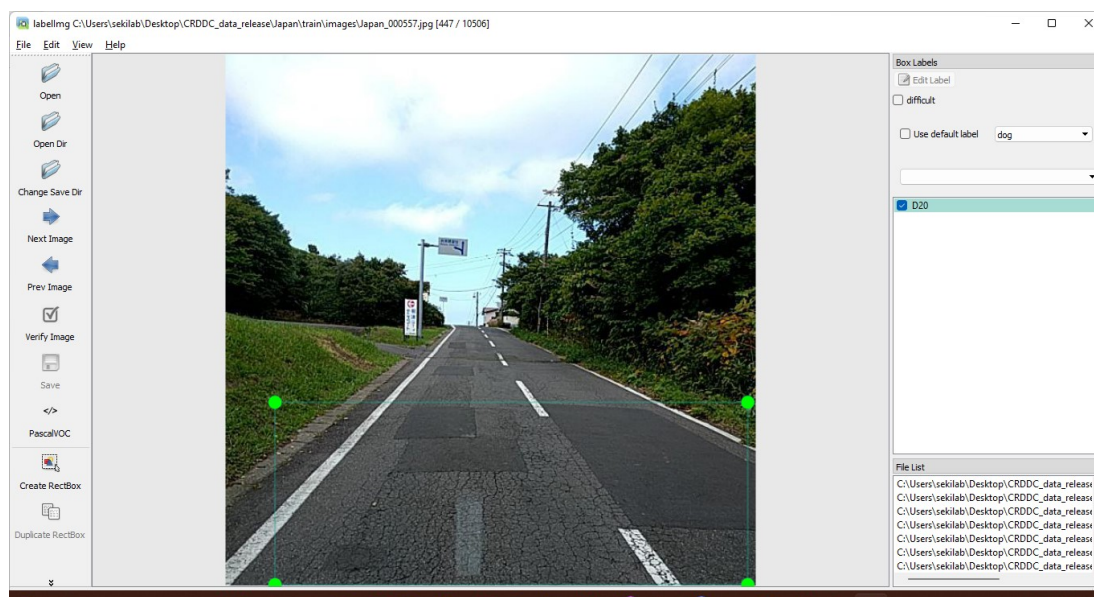 labelImg C:\Users\sekilab\Desktop\CRDDC_data_release\Japan\train\images\Japan_000557.jpg [447 / 10506]
File Edit View Help
Open
Open Dir
Change Save Dir
Next Image
Prev Image
Verify Image
Save
</>
PascalVOC
Create RectBox
Duplicate RectBox
Box Labels
Edit Label
difficult
Use default label dog
D20
File List
C:\Users\sekilab\Desktop\CRDDC_data_release
C:\Users\sekilab\Desktop\CRDDC_data_release
C:\Users\sekilab\Desktop\CRDDC_data_release
C:\Users\sekilab\Desktop\CRDDC_data_release
C:\Users\sekilab\Desktop\CRDDC_data_release
C:\Users\sekilab\Desktop\CRDDC_data_release
C:\Users\sekilab\Desktop\CRDDC_data_release